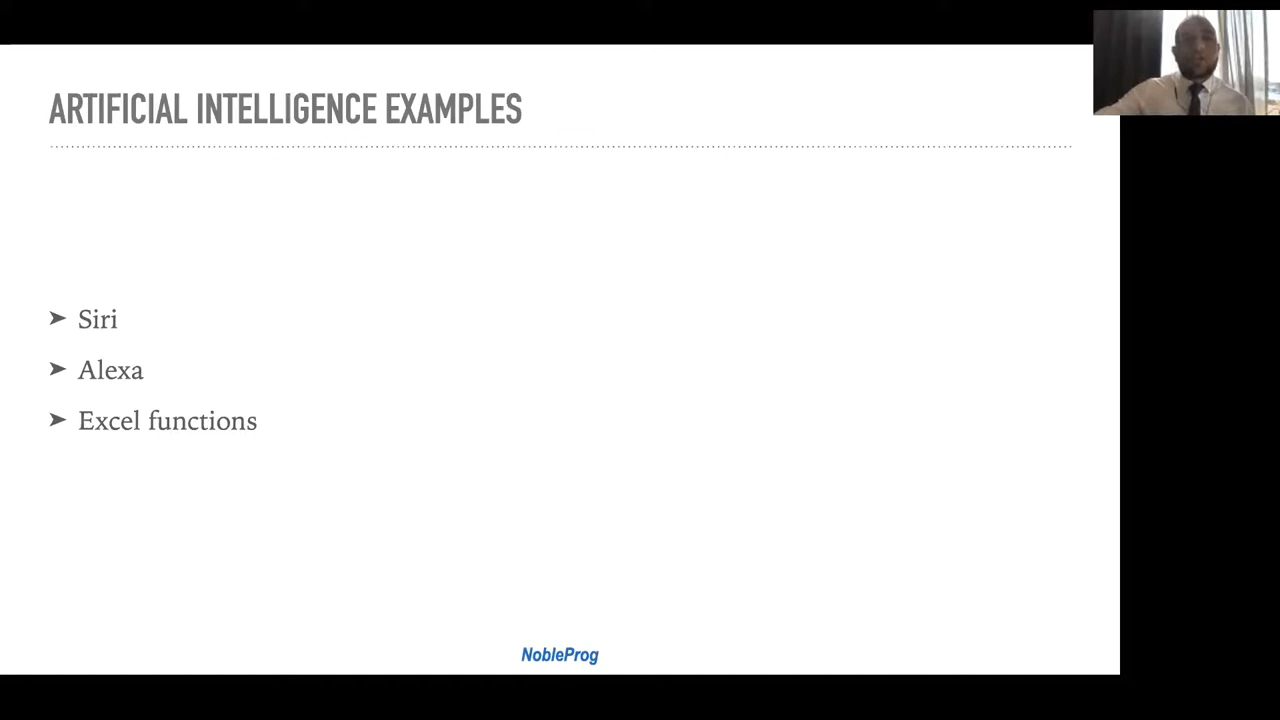 ARTIFICIAL INTELLIGENCE EXAMPLES
➤ Siri
➤ Alexa
➤ Excel functions
NobleProg